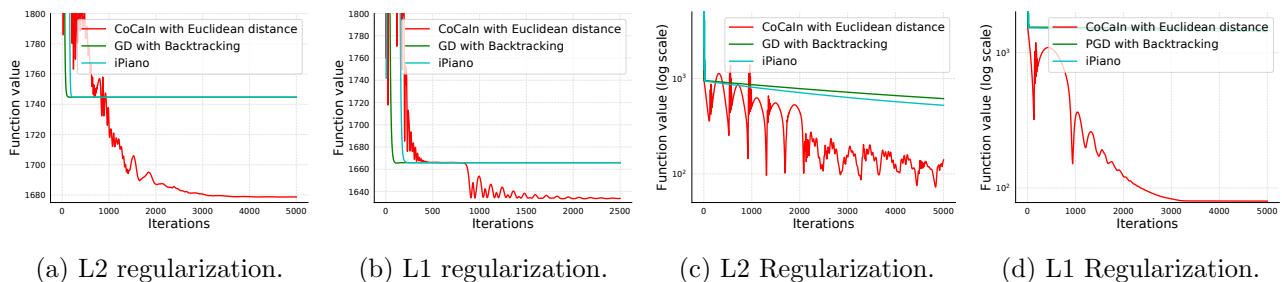 Function value
1800
1780
1760
1740
1720
1700
1680
CoCaIn with Euclidean distance
GD with Backtracking
iPiano
0 1000 2000 3000 4000 5000
Iterations
(a) L2 regularization.
Function value
1800
1780
1760
1740
1720
1700
1680
1660
1640
CoCaIn with Euclidean distance
GD with Backtracking
iPiano
0 500 1000 1500 2000 2500
Iterations
(b) L1 regularization.
Function value (log scale)
10³
10²
CoCaIn with Euclidean distance
GD with Backtracking
iPiano
0 1000 2000 3000 4000 5000
Iterations
(c) L2 Regularization.
Function value (log scale)
10³
10²
CoCaIn with Euclidean distance
PGD with Backtracking
iPiano
0 1000 2000 3000 4000 5000
Iterations
(d) L1 Regularization.